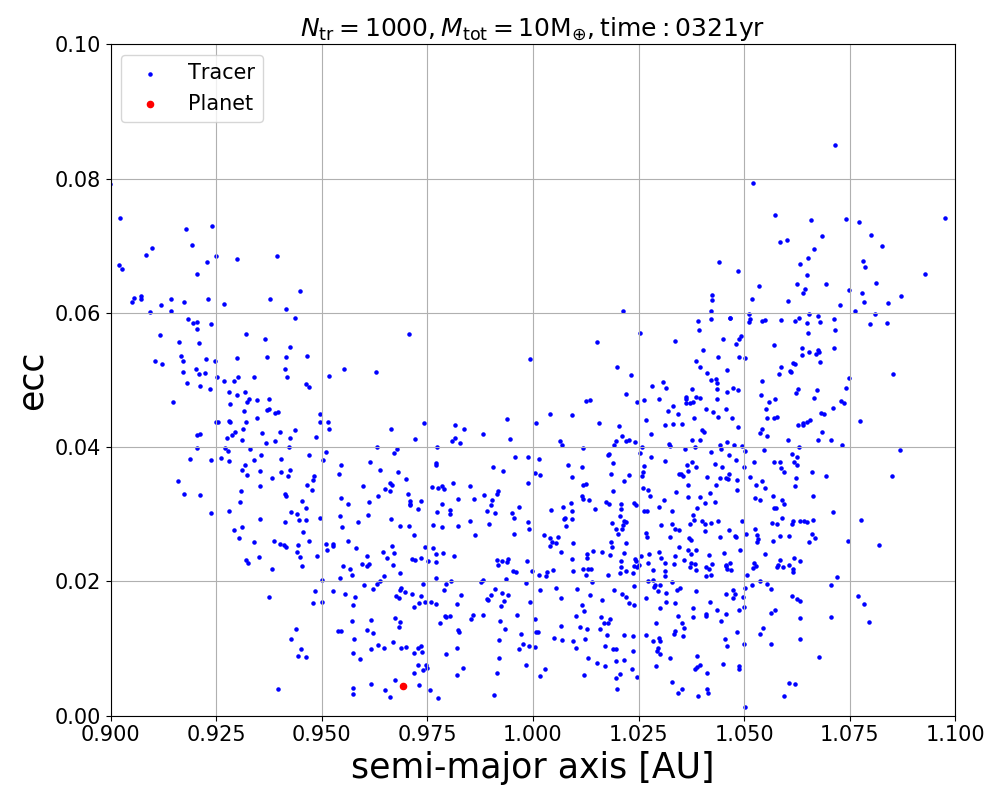 N_tr = 1000, M_tot = 10M_⊕, time : 0321yr
0.10
Tracer
Planet
0.08
0.06
0.04
0.02
0.00
ecc
0.900 0.925 0.950 0.975 1.000 1.025 1.050 1.075 1.100
semi-major axis [AU]